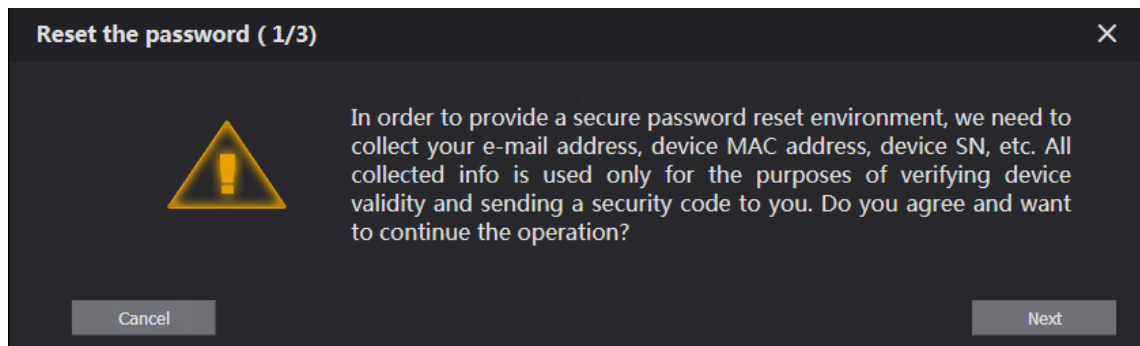 Reset the password ( 1/3)
In order to provide a secure password reset environment, we need to
collect your e-mail address, device MAC address, device SN, etc. All
collected info is used only for the purposes of verifying device
validity and sending a security code to you. Do you agree and want
to continue the operation?
Cancel
Next